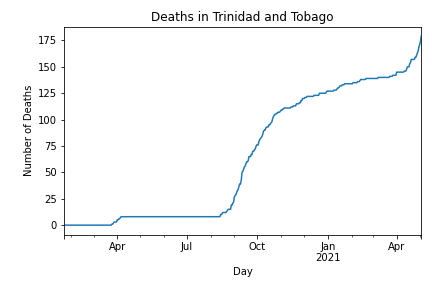 Deaths in Trinidad and Tobago
175
150
125
100
75
50
25
0
Number of Deaths
Apr
Jul
Oct
Jan
2021
Apr
Day